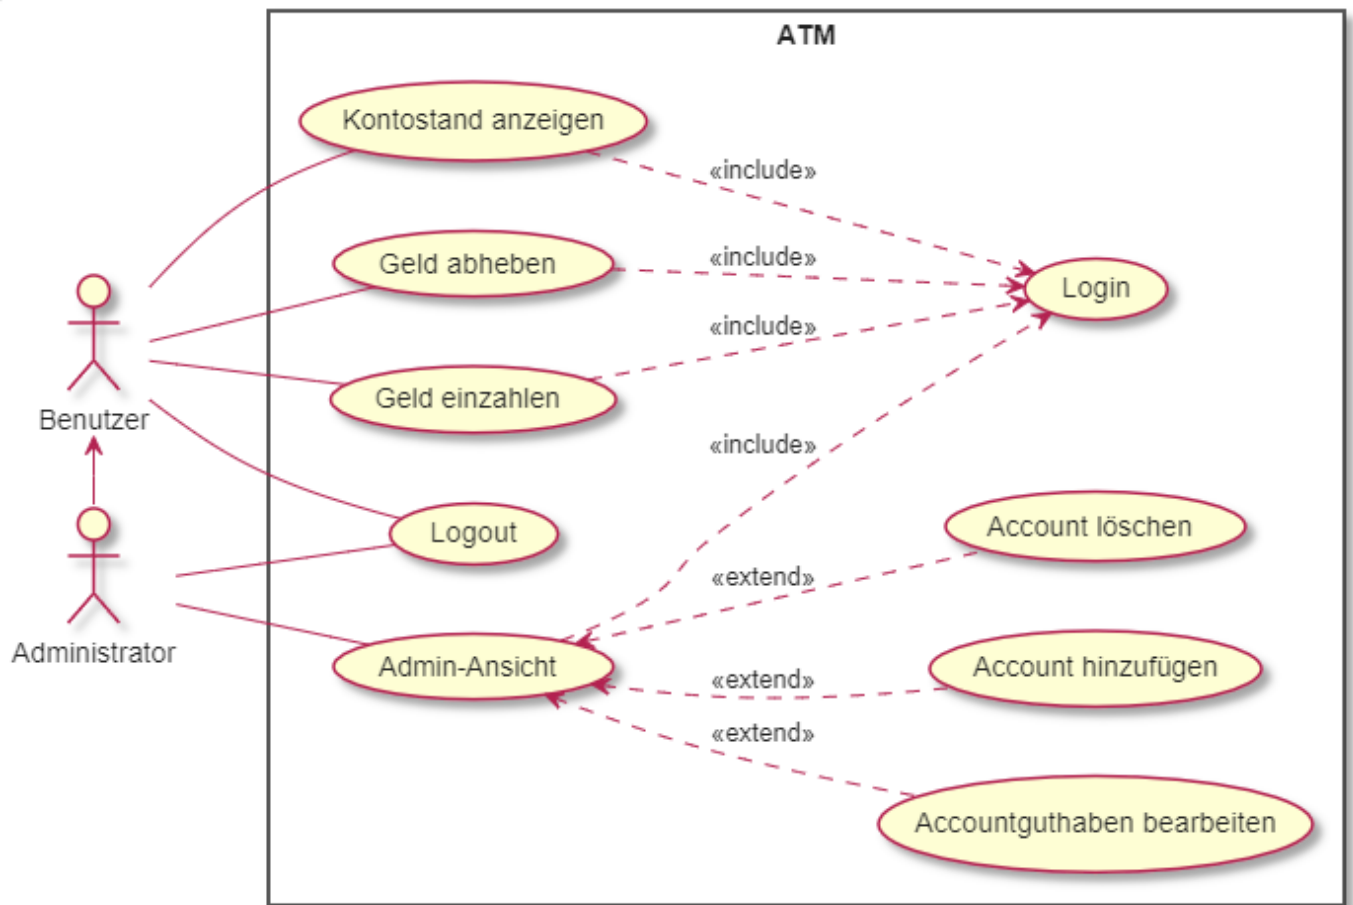 ATM
Kontostand anzeigen
«include»
Geld abheben
«include»
Login
«include»
Geld einzahlen
Benutzer
«include»
Logout
Account löschen
«extend»
Administrator
Admin-Ansicht
Account hinzufügen
«extend»
«extend»
Accountguthaben bearbeiten